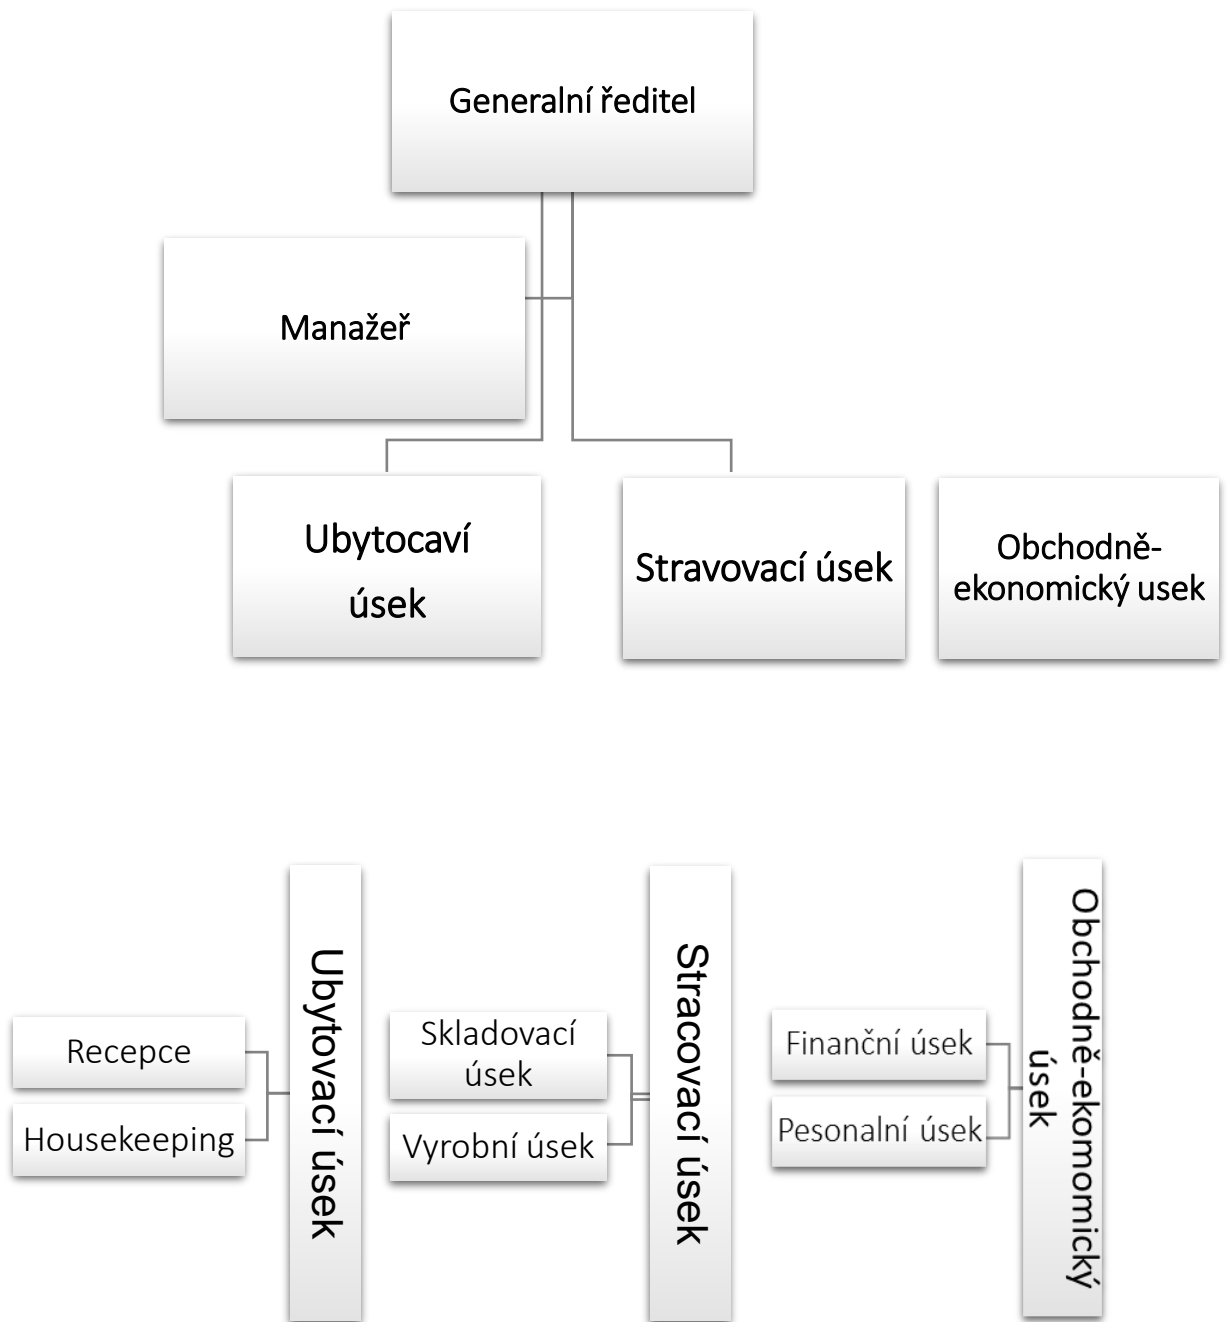 Generalní ředitel
Manažeř
Ubytocaví
úsek
Stravovací úsek
Obchodně-
ekonomický usek
Ubytovací úsek
Recepce
Housekeeping
Stracovací úsek
Skladovací
úsek
Vyrobní úsek
Obchodně-ekomomický
úsek
Finanční úsek
Pesonalní úsek